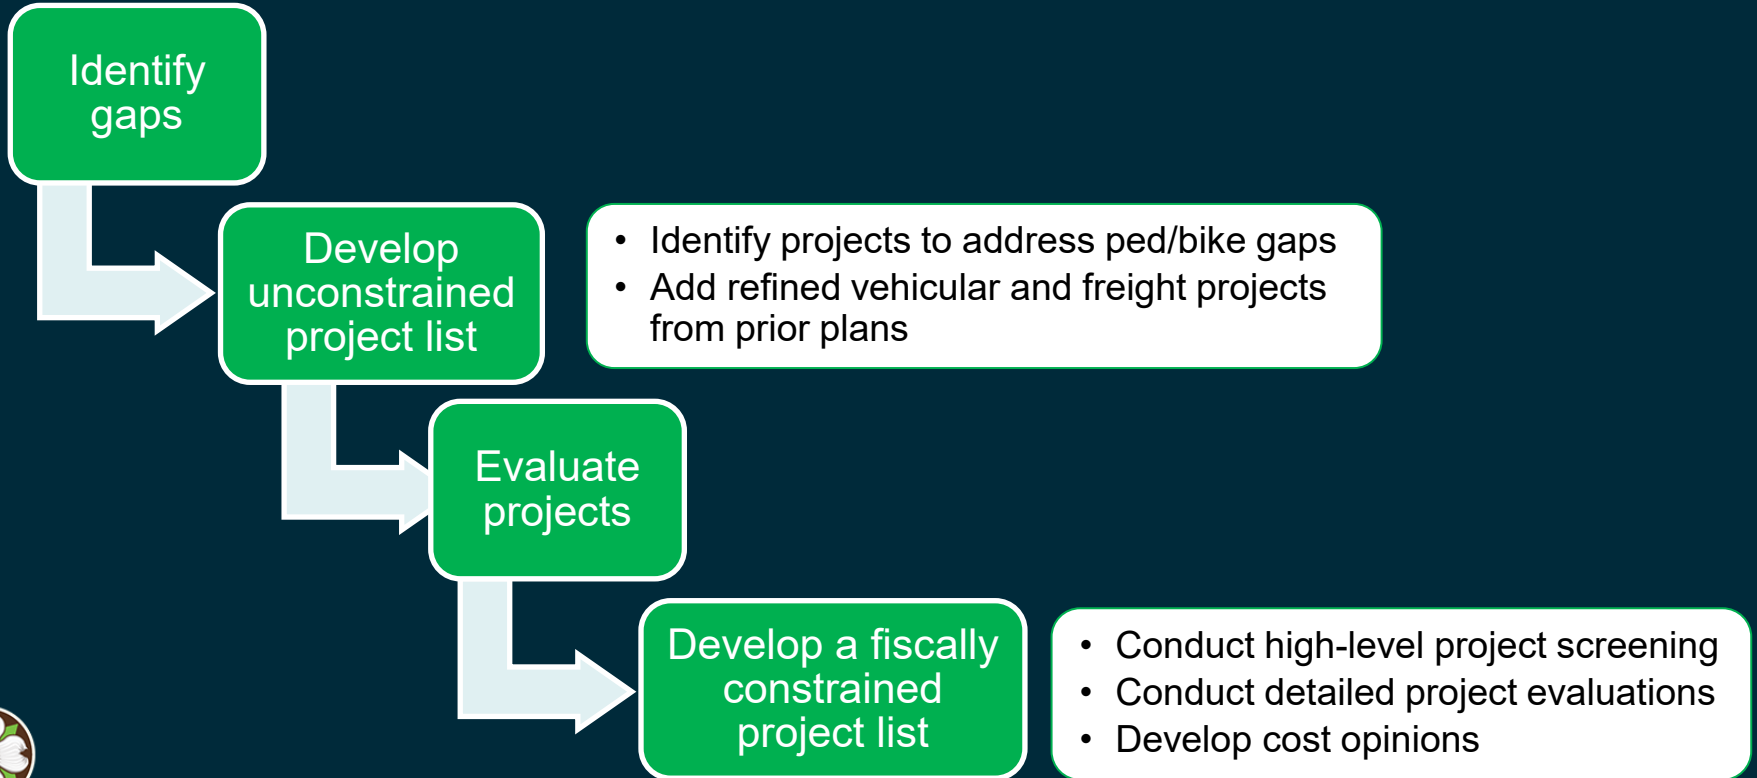 Identify
gaps
Develop
unconstrained
project list
• Identify projects to address ped/bike gaps
• Add refined vehicular and freight projects
from prior plans
Evaluate
projects
Develop a fiscally
constrained
project list
• Conduct high-level project screening
• Conduct detailed project evaluations
• Develop cost opinions